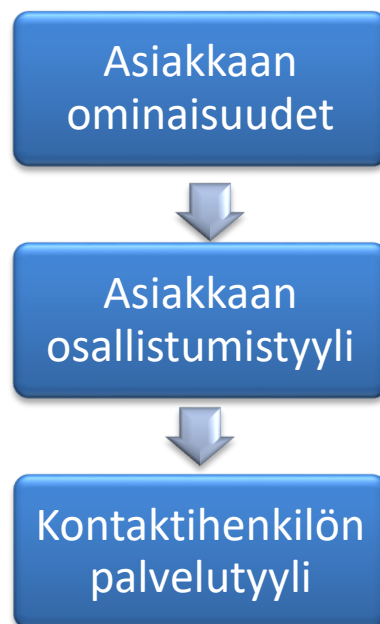 Asiakkaan
ominaisuudet
Asiakkaan
osallistumistyyli
Kontaktihenkilön
palvelutyyli